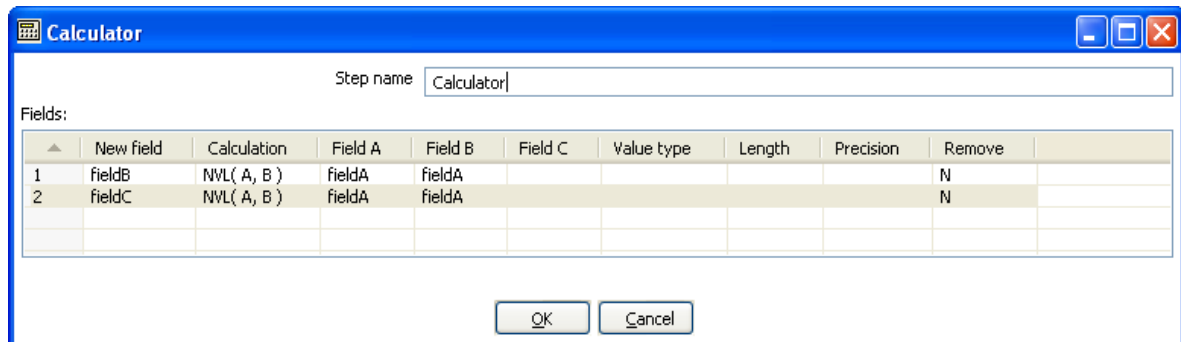 Calculator
Step name Calculator
Fields:
New field Calculation Field A Field B Field C Value type Length Precision Remove
1 fieldB NVL( A, B ) fieldA fieldA N
2 fieldC NVL( A, B ) fieldA fieldA N
OK Cancel